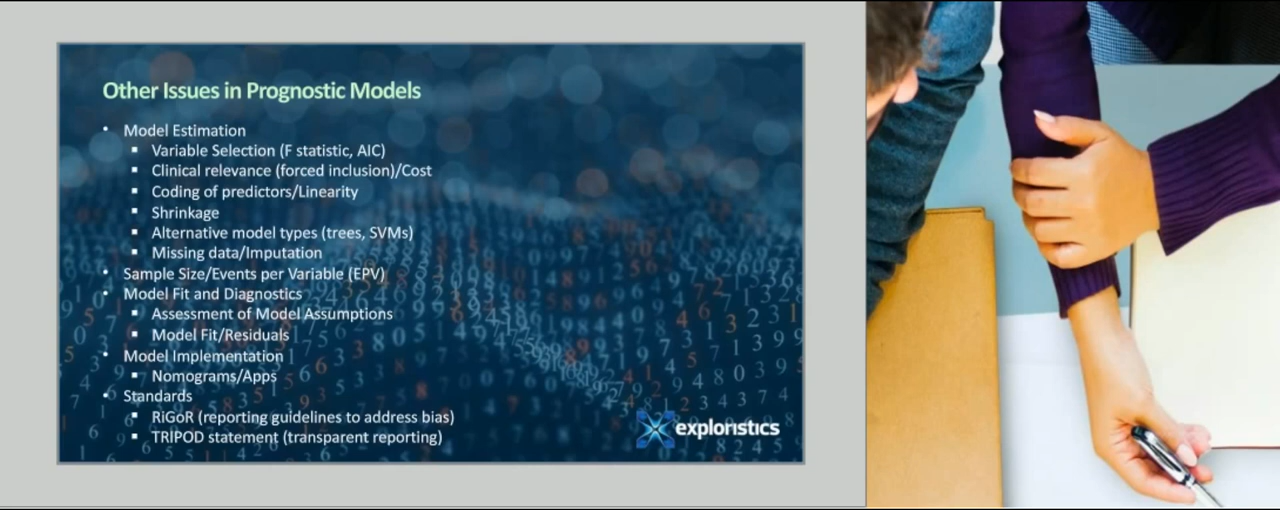 Other Issues in Prognostic Models
• Model Estimation
▪ Variable Selection (F statistic, AIC)
▪ Clinical relevance (forced inclusion)/Cost
▪ Coding of predictors/Linearity
▪ Shrinkage
▪ Alternative model types (trees, SVMs)
▪ Missing data/Imputation
• Sample Size/Events per Variable (EPV)
• Model Fit and Diagnostics
▪ Assessment of Model Assumptions
▪ Model Fit/Residuals
• Model Implementation
▪ Nomograms/Apps
• Standards
▪ RiGoR (reporting guidelines to address bias)
▪ TRIPOD statement (transparent reporting)
exploristics